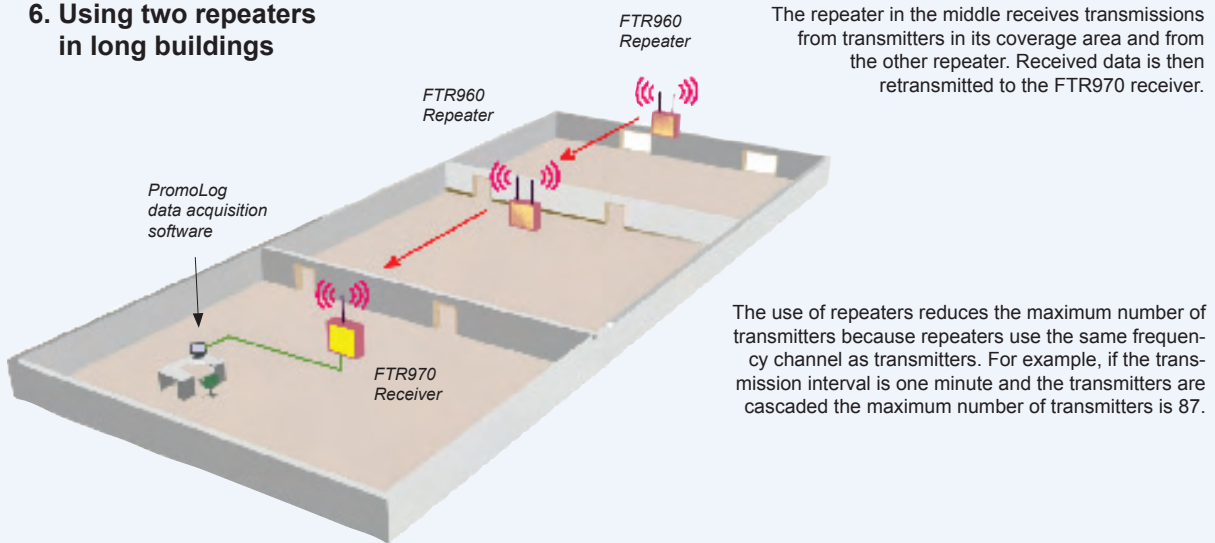 6. Using two repeaters
in long buildings
FTR960
Repeater
The repeater in the middle receives transmissions
from transmitters in its coverage area and from
the other repeater. Received data is then
retransmitted to the FTR970 receiver.
FTR960
Repeater
PromoLog
data acquisition
software
FTR970
Receiver
The use of repeaters reduces the maximum number of
transmitters because repeaters use the same frequen-
cy channel as transmitters. For example, if the trans-
mission interval is one minute and the transmitters are
cascaded the maximum number of transmitters is 87.